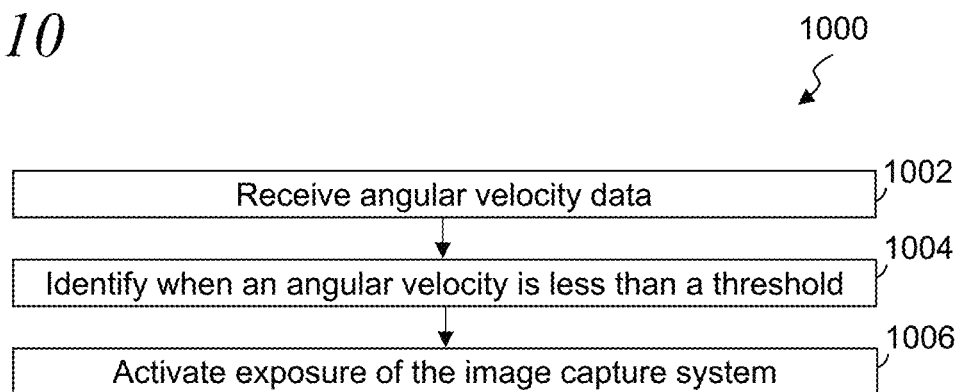 10
1000
Receive angular velocity data
1002
Identify when an angular velocity is less than a threshold
1004
Activate exposure of the image capture system
1006